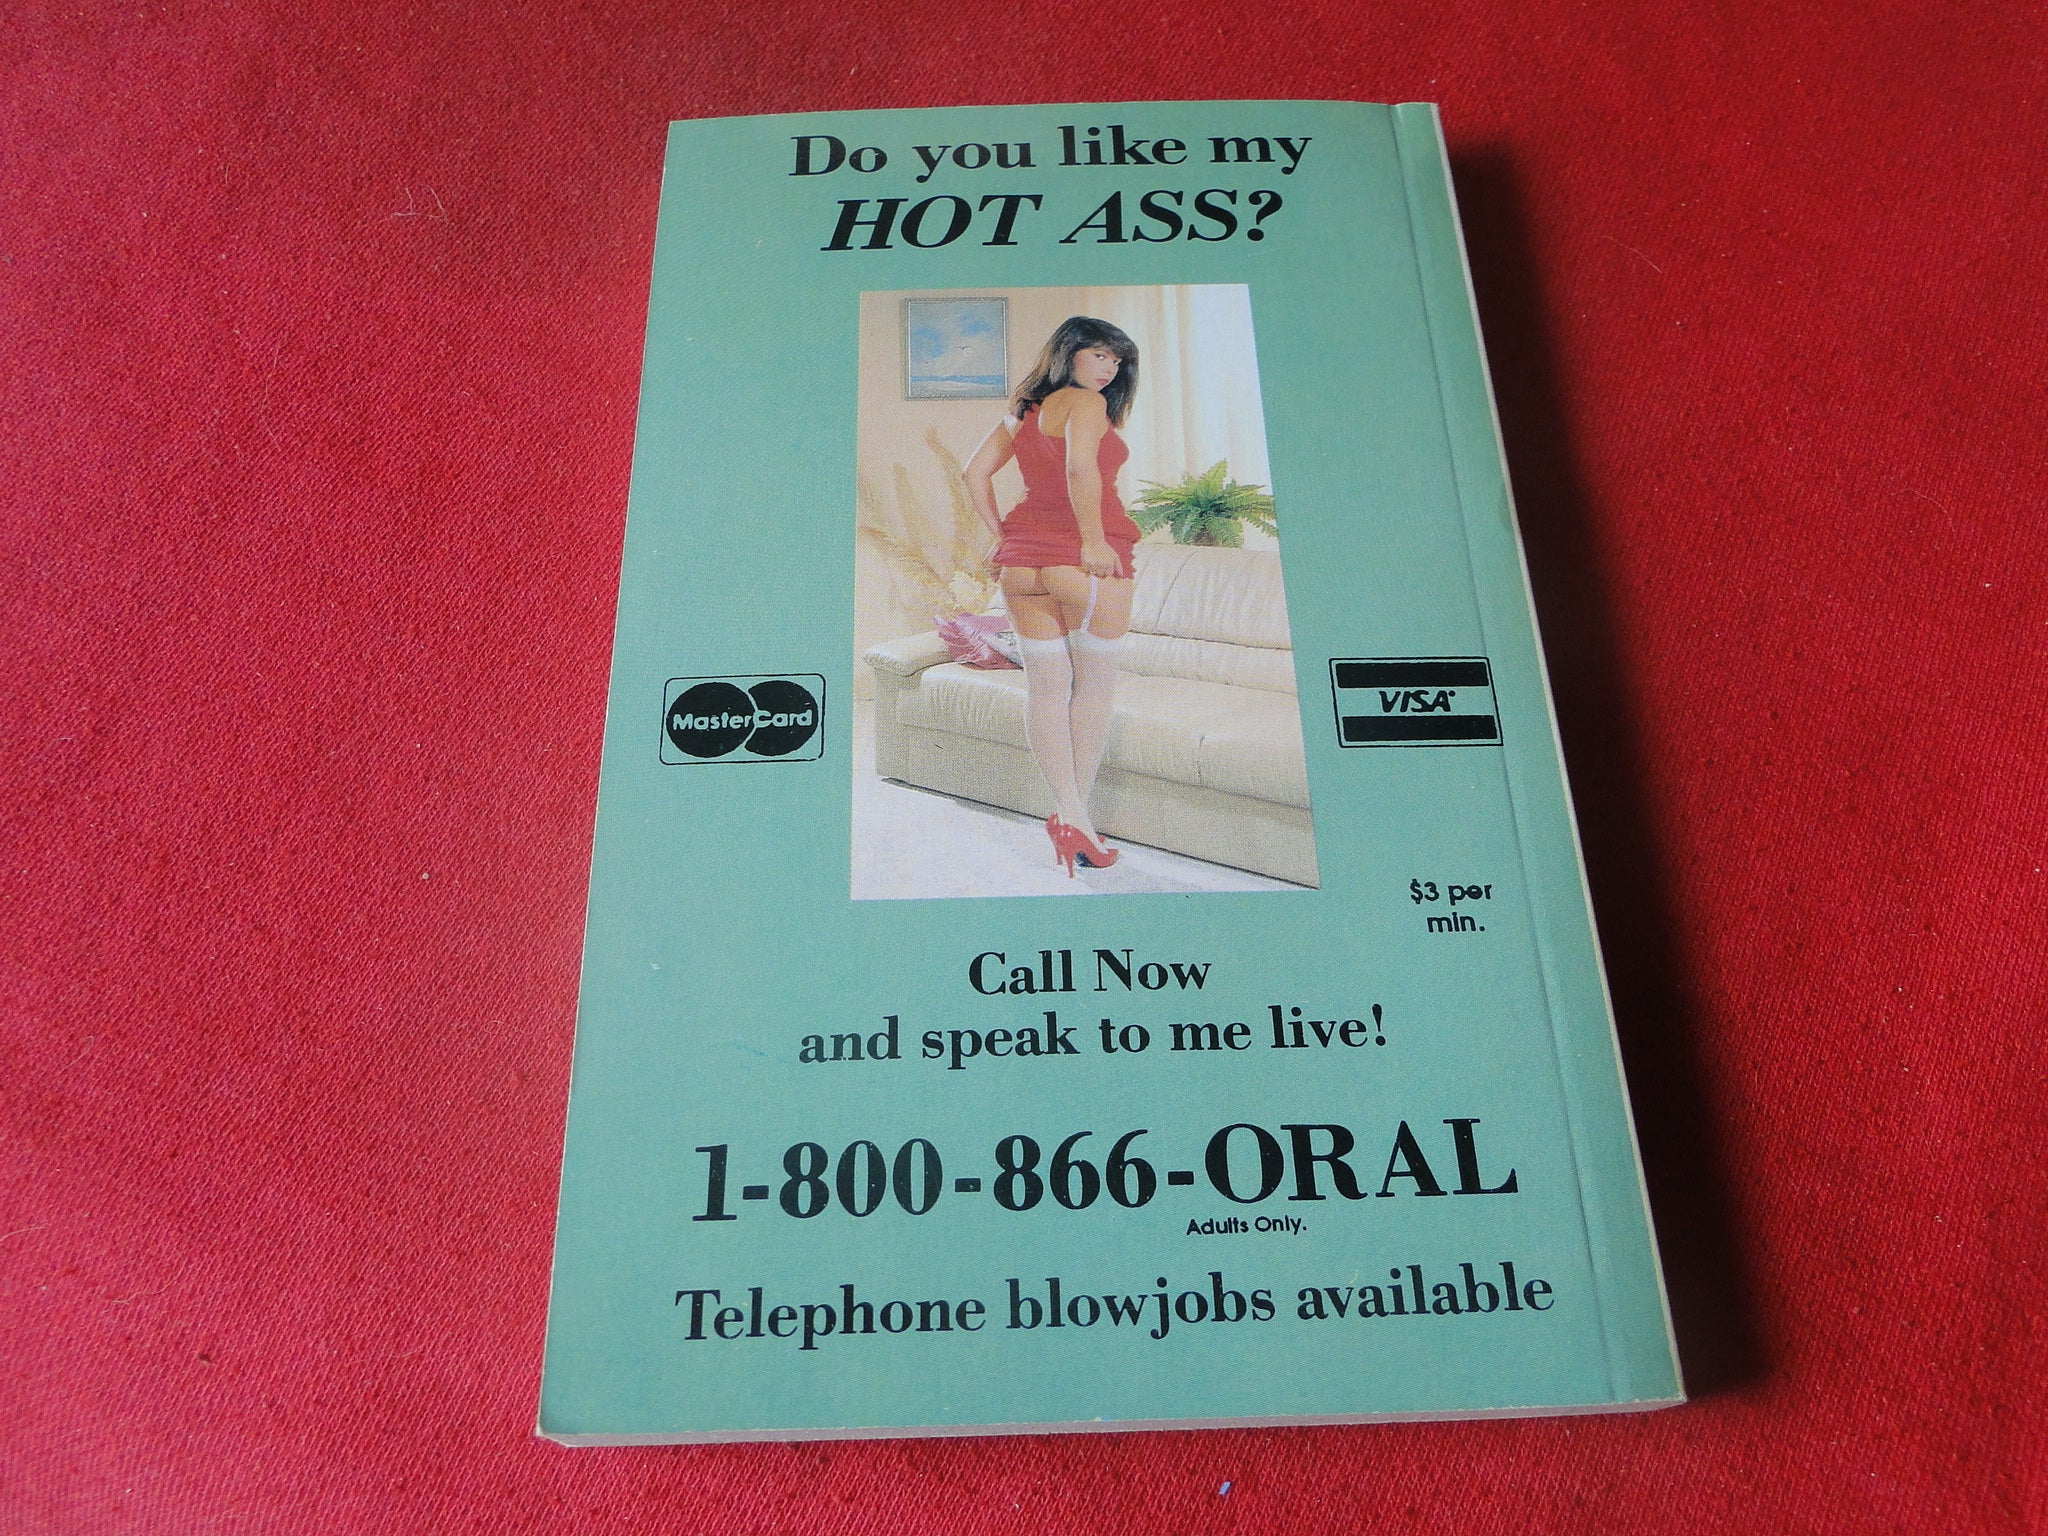 Do you like my
HOT ASS?
MasterCard
VISA
$3 per
min.
Call Now
and speak to me live!
1-800-866-ORAL
Adults Only.
Telephone blowjobs available